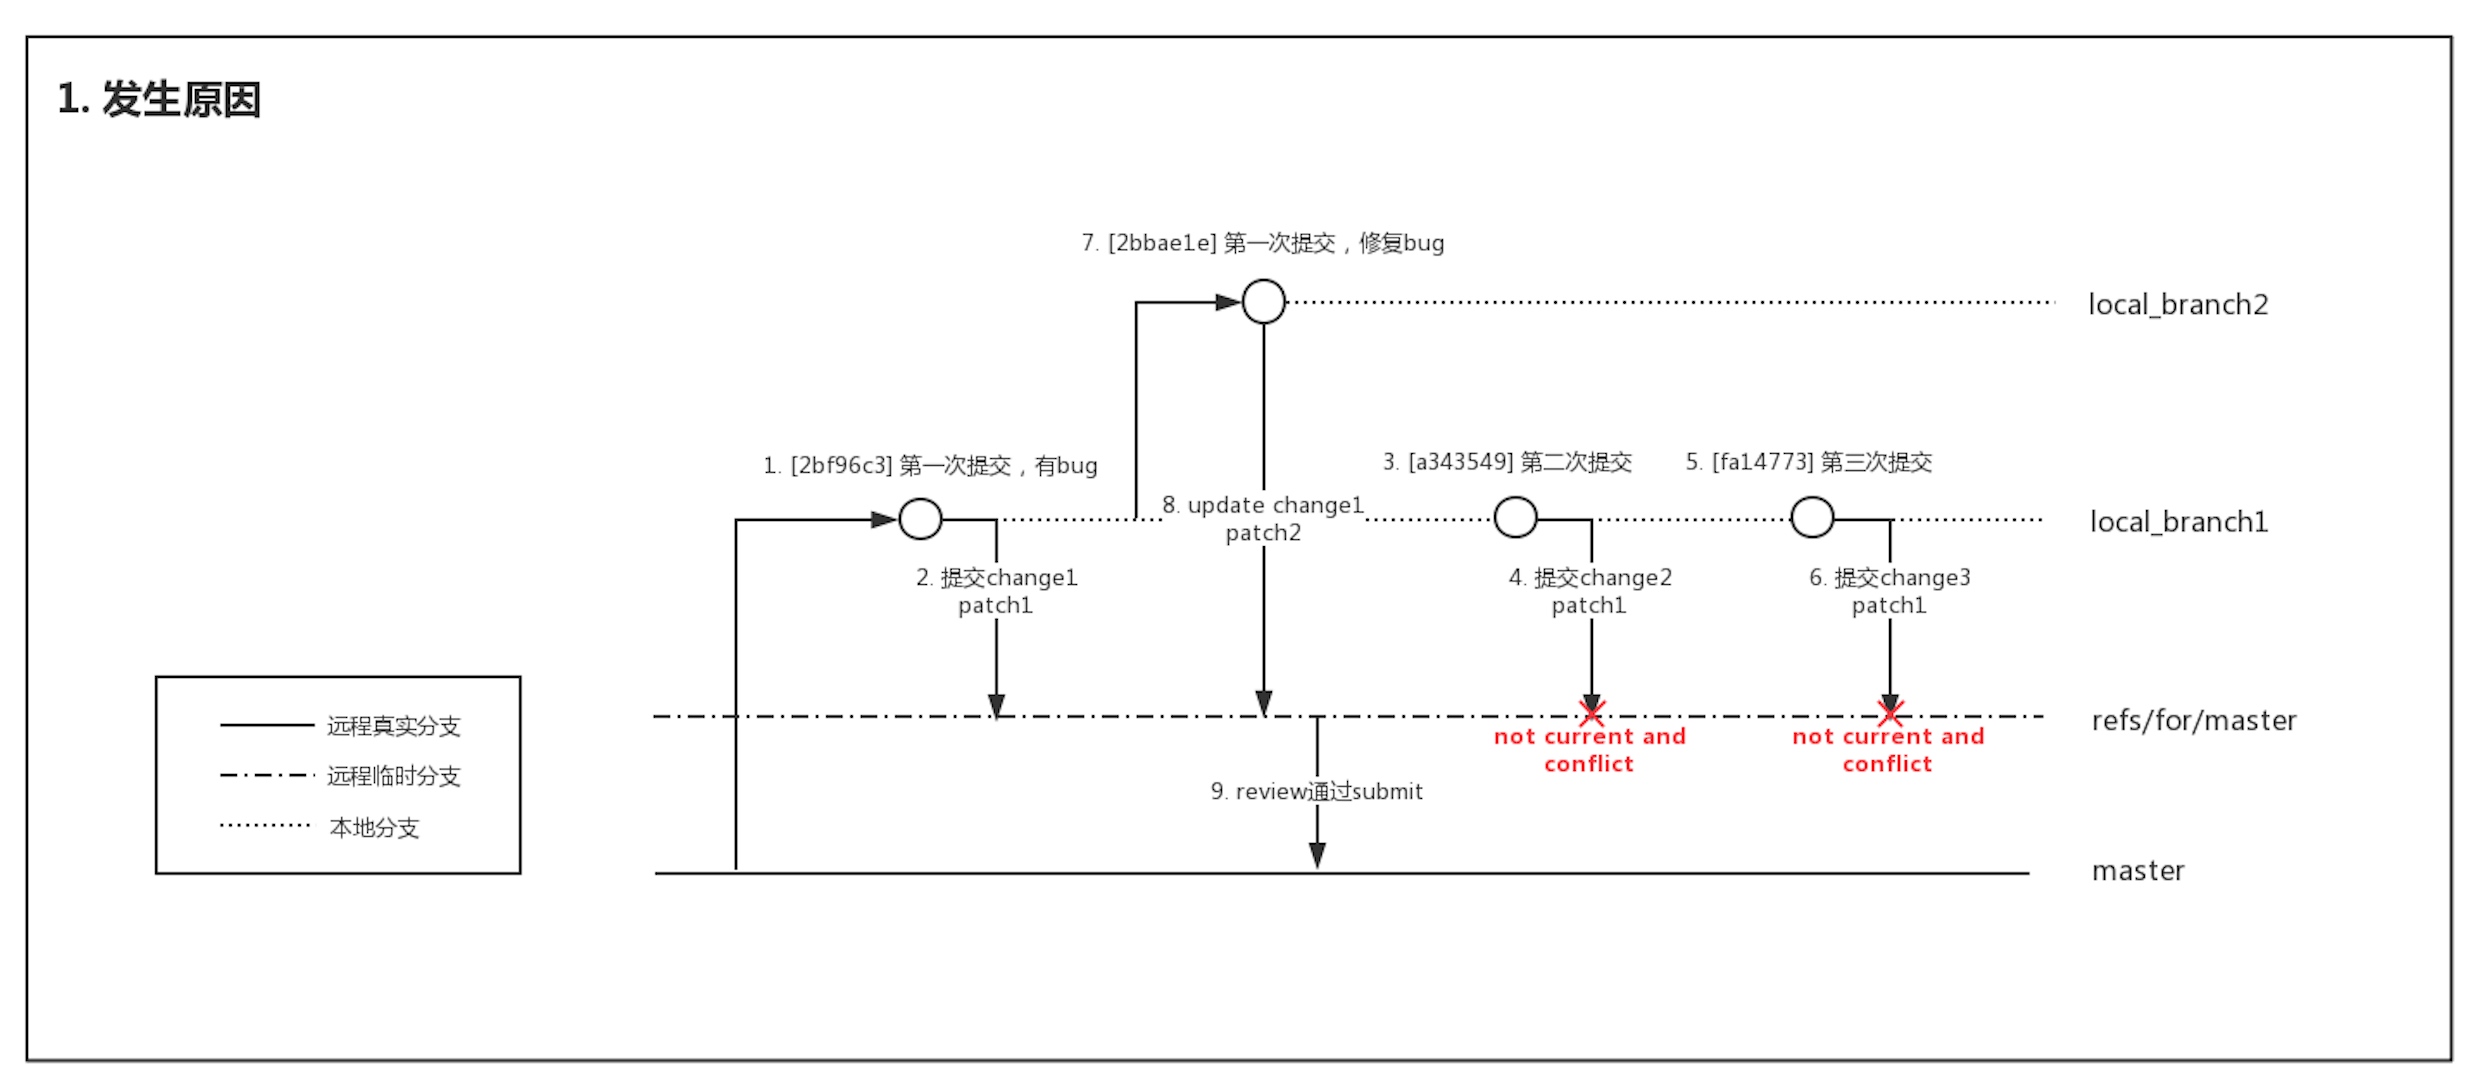 1. 发生原因
7. [2bbae1e] 第一次提交，修复bug
local_branch2
1. [2bf96c3] 第一次提交，有bug
3. [a343549] 第二次提交
5. [fa14773] 第三次提交
8. update change1
patch2
local_branch1
2. 提交change1
patch1
4. 提交change2
patch1
6. 提交change3
patch1
refs/for/master
not current and
conflict
not current and
conflict
9. review通过submit
master
远程真实分支
远程临时分支
本地分支